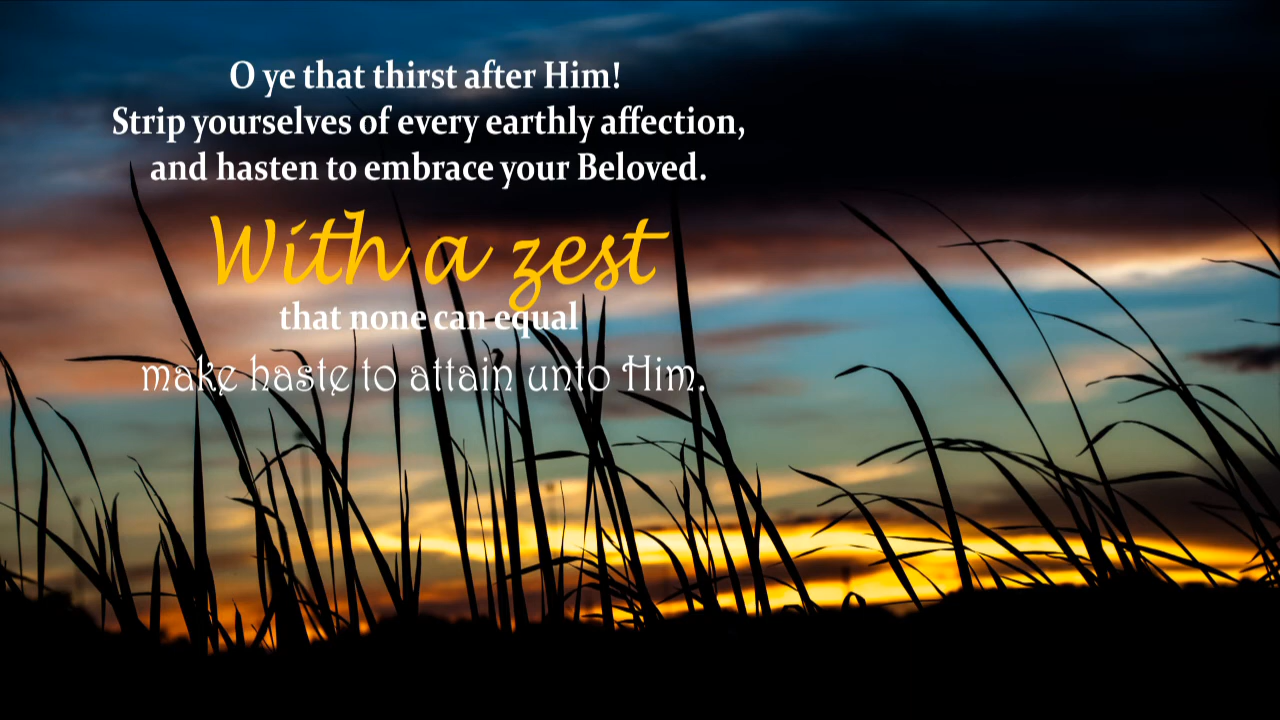 O ye that thirst after Him!
Strip yourselves of every earthly affection,
and hasten to embrace your Beloved.
With a zest
that none can equal
make haste to attain unto Him.